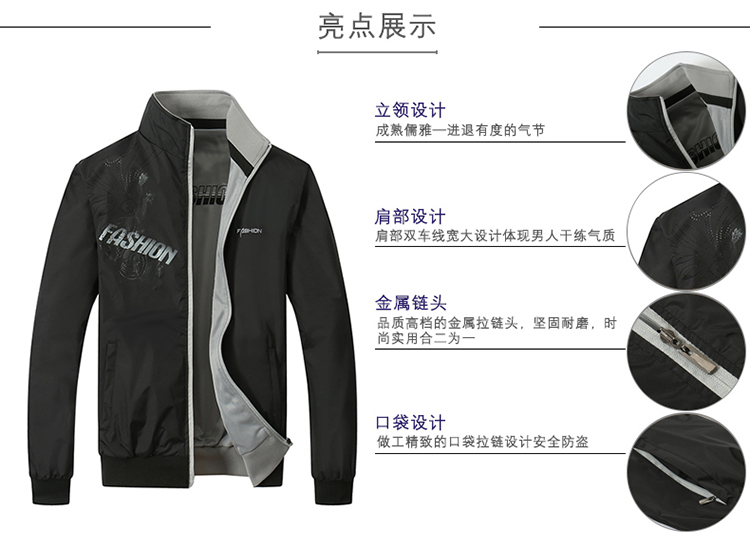 亮点展示
立领设计
成熟儒雅—进退有度的气节
肩部设计
肩部双车线宽大设计体现男人干练气质
金属链头
品质高档的金属拉链头，坚固耐磨，时
尚实用合二为一
口袋设计
做工精致的口袋拉链设计安全防盗
FASHION
FASHION